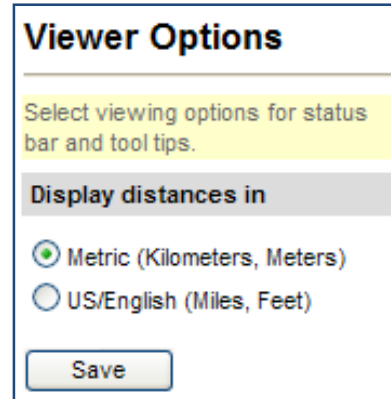 Viewer Options
Select viewing options for status
bar and tool tips.
Display distances in
Metric (Kilometers, Meters)
US/English (Miles, Feet)
Save